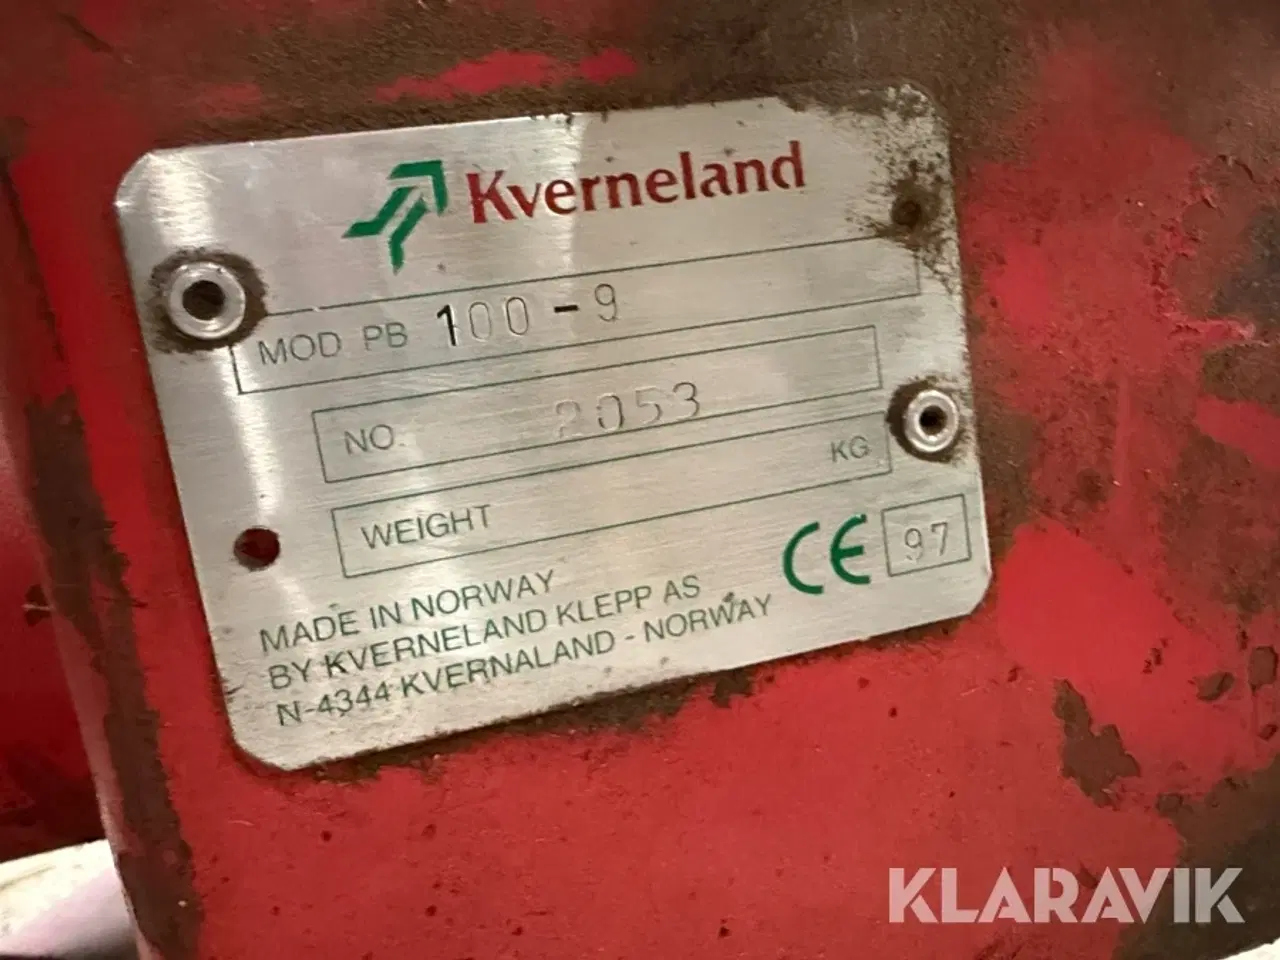 Kverneland
MOD PB 100-9
NO. 2053
WEIGHT KG
CE 97
MADE IN NORWAY
BY KVERNELAND KLEPP AS
N-4344 KVERNALAND - NORWAY
KLARAVIK